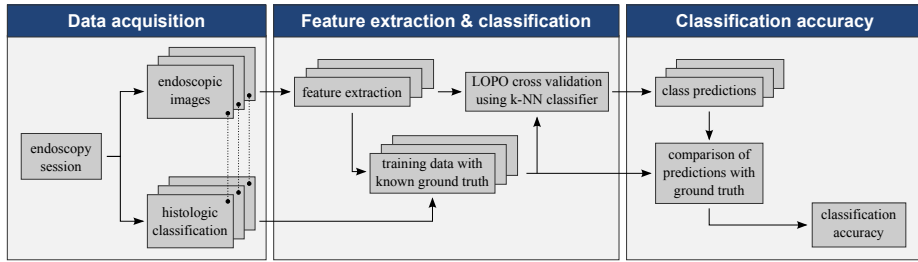 Data acquisition
endoscopy
session
endoscopic
images
histologic
classification
Feature extraction & classification
feature extraction
LOPO cross validation
using k-NN classifier
training data with
known ground truth
Classification accuracy
class predictions
comparison of
predictions with
ground truth
classification
accuracy